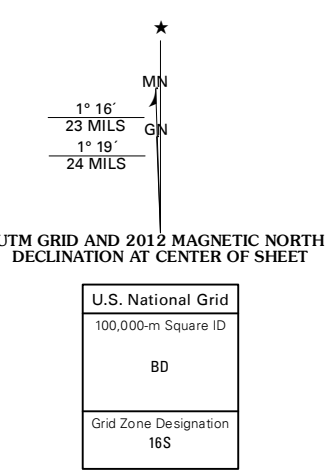 ★
MN
1° 16´
23 MILS
GN
1° 19´
24 MILS
UTM GRID AND 2012 MAGNETIC NORTH
DECLINATION AT CENTER OF SHEET
U.S. National Grid
100,000-m Square ID
BD
Grid Zone Designation
16S